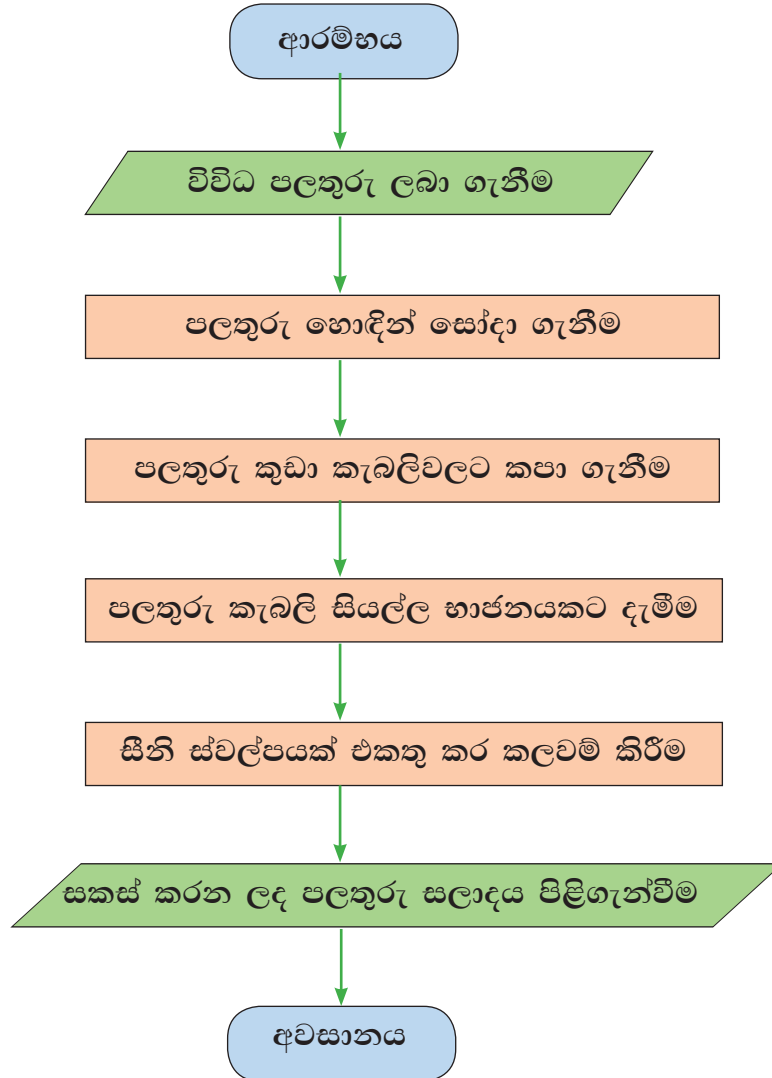 ආරම්භය
විවිධ පලතුරු ලබා ගැනීම
පලතුරු හොඳින් සෝදා ගැනීම
පලතුරු කුඩා කැබලිවලට කපා ගැනීම
පලතුරු කැබලි සියල්ල භාජනයකට දැමීම
සීනි ස්වල්පයක් එකතු කර කලවම් කිරීම
සකස් කරන ලද පලතුරු සලාදය පිළිගැන්වීම
අවසානය